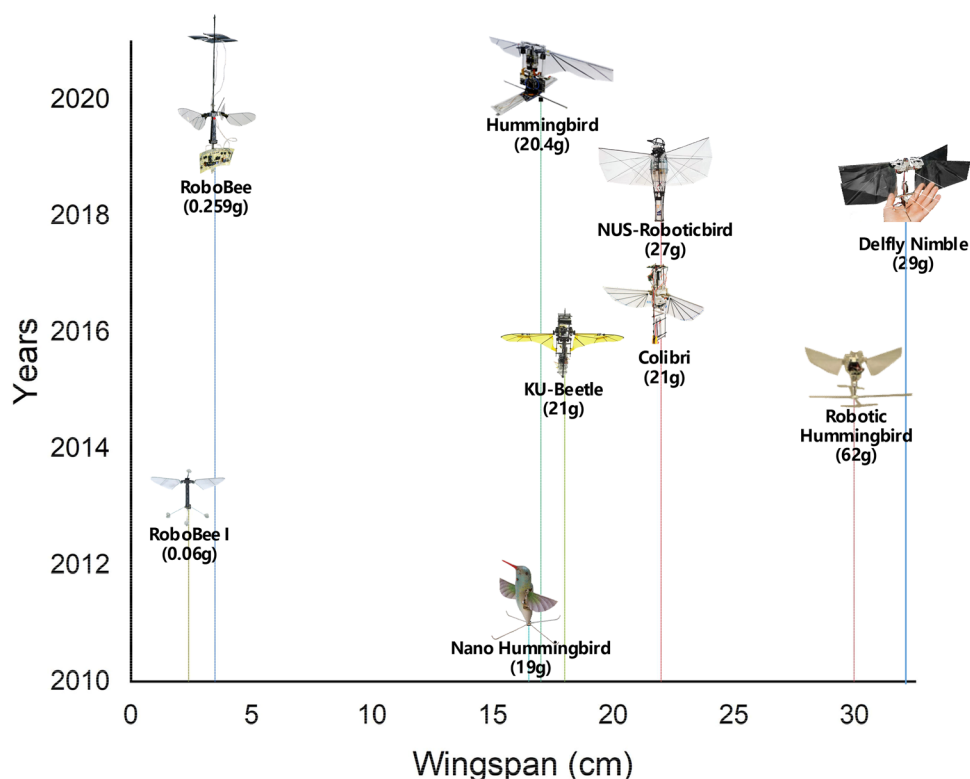 2020
2018
2016
2014
2012
2010
Years
0
5
10
15
20
25
30
Wingspan (cm)
RoboBee
(0.259g)
Hummingbird
(20.4g)
NUS-Roboticbird
(27g)
Delfly Nimble
(29g)
Colibri
(21g)
KU-Beetle
(21g)
Robotic
Hummingbird
(62g)
RoboBee I
(0.06g)
Nano Hummingbird
(19g)